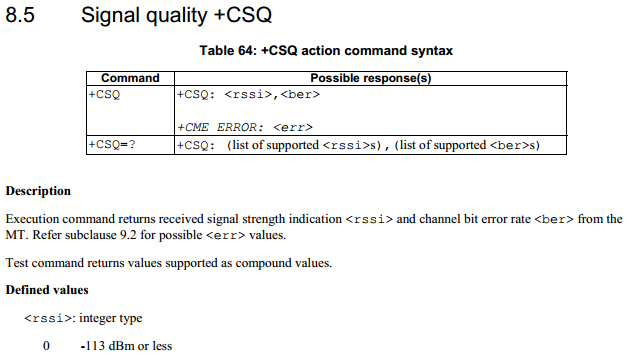 8.5 Signal quality +CSQ
Table 64: +CSQ action command syntax
Command Possible response(s)
+CSQ +CSQ: <rssi>,<ber>
+CME ERROR: <err>
+CSQ=? +CSQ: (list of supported <rssi>s),(list of supported <ber>s)
Description
Execution command returns received signal strength indication <rssi> and channel bit error rate <ber> from the
MT. Refer subclause 9.2 for possible <err> values.
Test command returns values supported as compound values.
Defined values
<rssi>: integer type
0 -113 dBm or less